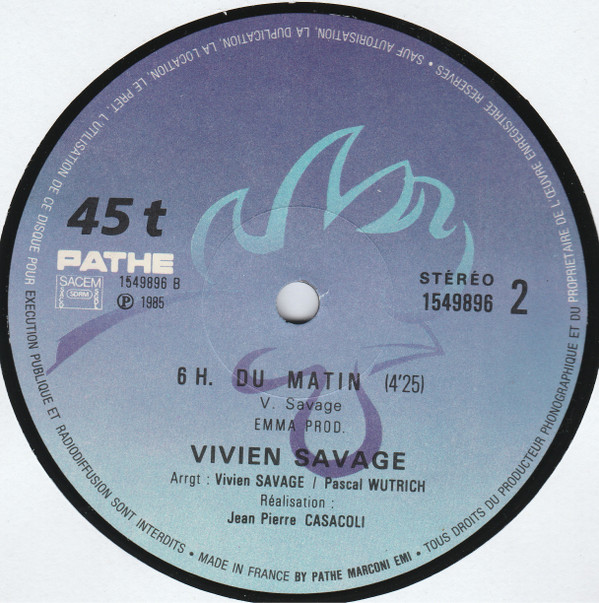 • TOUS DROITS DU PRODUCTEUR PHONOGRAPHIQUE ET DU PROPRIETAIRE DE L'ŒUVRE ENREGISTREE RESERVES • SAUF AUTORISATION, LA DUPLICATION, LA LOCATION, LE PRET, L'UTILISATION DE CE DISQUE POUR EXECUTION PUBLIQUE ET RADIODIFFUSION SONT INTERDITS •
45 t
PATHE
SACEM
SDRM
1549896 B
Ⓟ 1985
STÉRÉO
1549896 2
6 H. DU MATIN (4'25)
V. Savage
EMMA PROD.
VIVIEN SAVAGE
Arrgt : Vivien SAVAGE / Pascal WUTRICH
Réalisation :
Jean Pierre CASACOLI
MADE IN FRANCE BY PATHE MARCONI EMI